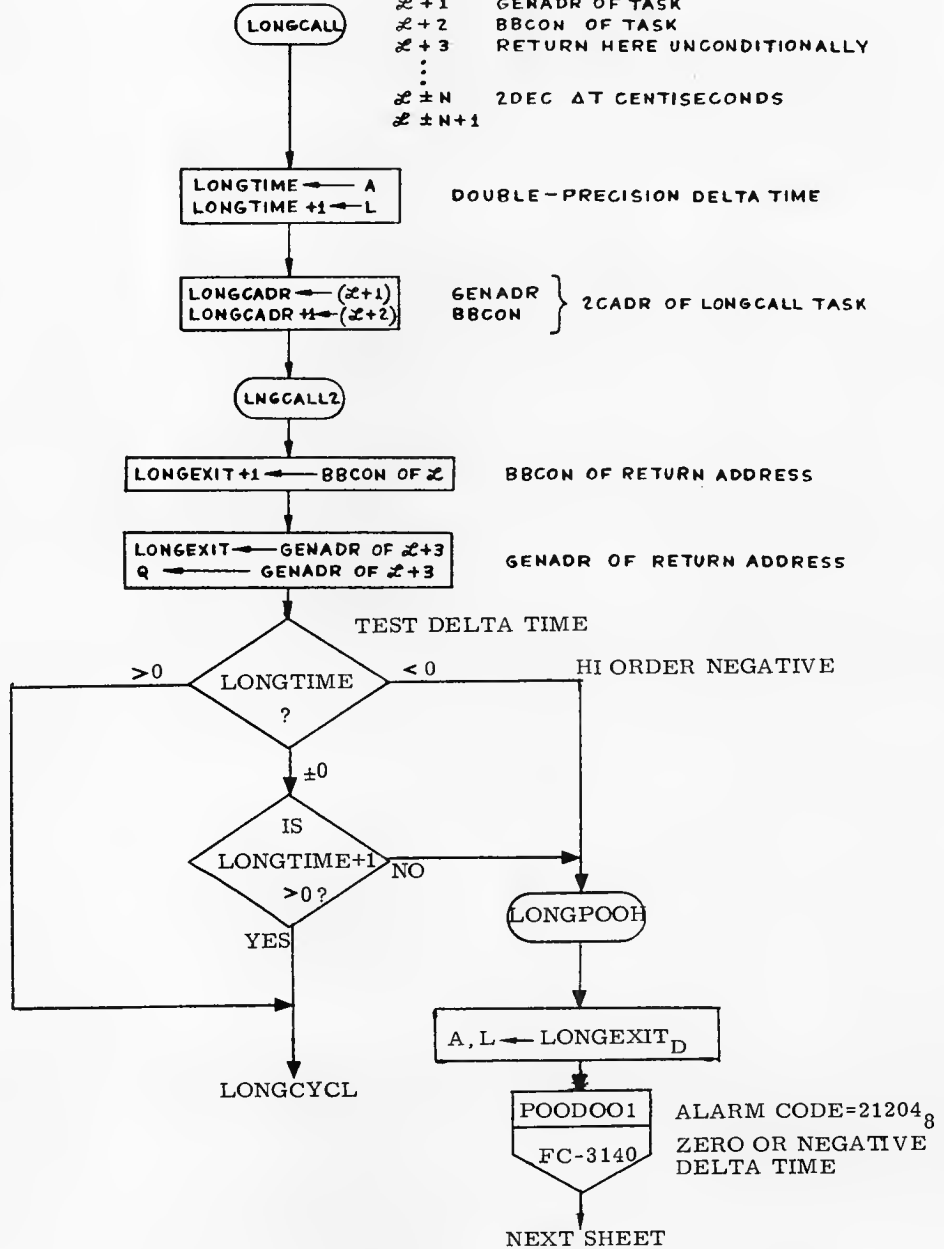 ℒ+1 GENADR OF TASK
LONGCALL
ℒ+2 BBCON OF TASK
ℒ+3 RETURN HERE UNCONDITIONALLY
ℒ±N 2DEC ΔT CENTISECONDS
ℒ±N+1
LONGTIME ← A
LONGTIME +1 ← L
DOUBLE-PRECISION DELTA TIME
LONGCADR ← (ℒ+1)
LONGCADR +1 ← (ℒ+2)
GENADR
BBCON
2CADR OF LONGCALL TASK
LNGCALL2
LONGEXIT +1 ← BBCON OF ℒ
BBCON OF RETURN ADDRESS
LONGEXIT ← GENADR OF ℒ+3
Q ← GENADR OF ℒ+3
GENADR OF RETURN ADDRESS
TEST DELTA TIME
>0
LONGTIME
?
<0
HI ORDER NEGATIVE
±0
IS
LONGTIME+1
>0?
NO
YES
LONGPOOH
A, L ← LONGEXIT_D
LONGCYCL
POODOO1
FC-3140
ALARM CODE=21204₈
ZERO OR NEGATIVE
DELTA TIME
NEXT SHEET